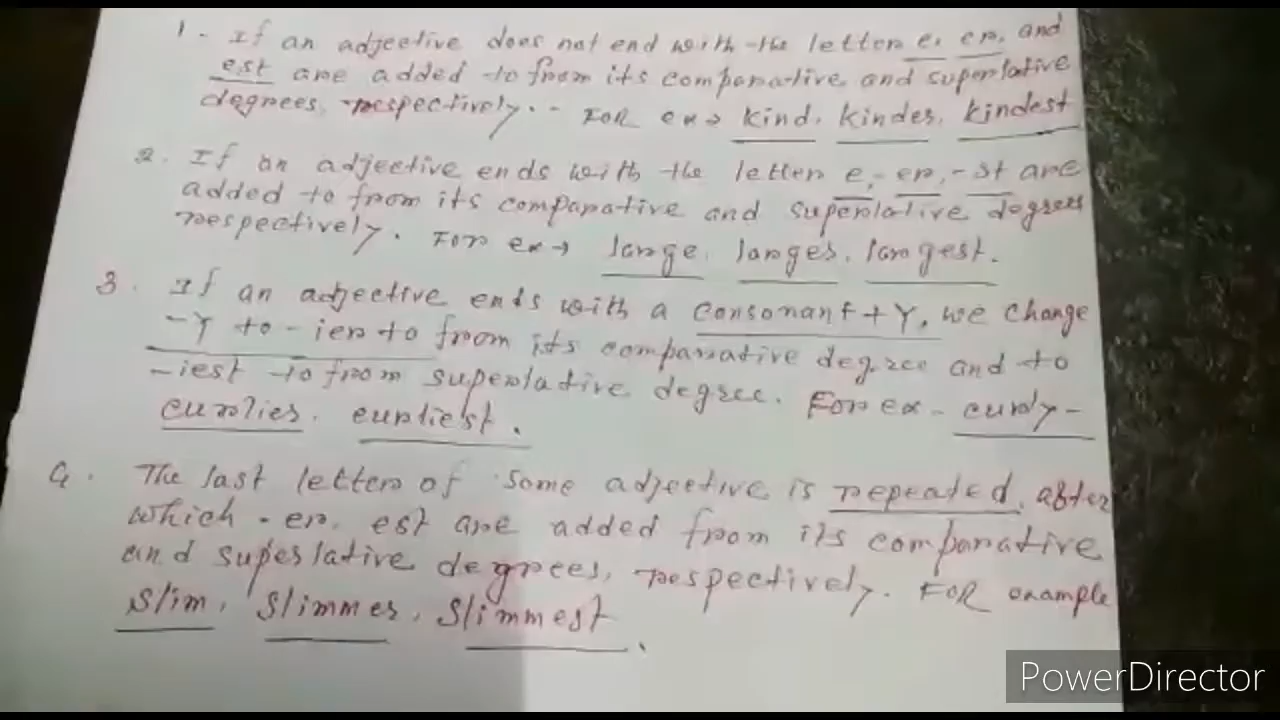 1. If an adjective does not end with the letter e, er, and
est are added to from its comparative and superlative
degrees, respectively. - FOR ex→ kind, kinder, kindest
2. If an adjective ends with the letter e, -er, -st are
added to from its comparative and superlative degrees
respectively. For ex→ large, larger, largest.
3. If an adjective ends with a consonant + Y, we change
-Y to -ier to from its comparative degree and to
-iest to from superlative degree. For ex - curly -
curlier. curliest.
4. The last letter of some adjective is repeated, after
which -er, est are added from its comparative
and superlative degrees, respectively. FOR example
Slim, Slimmer, Slimmest.
PowerDirector